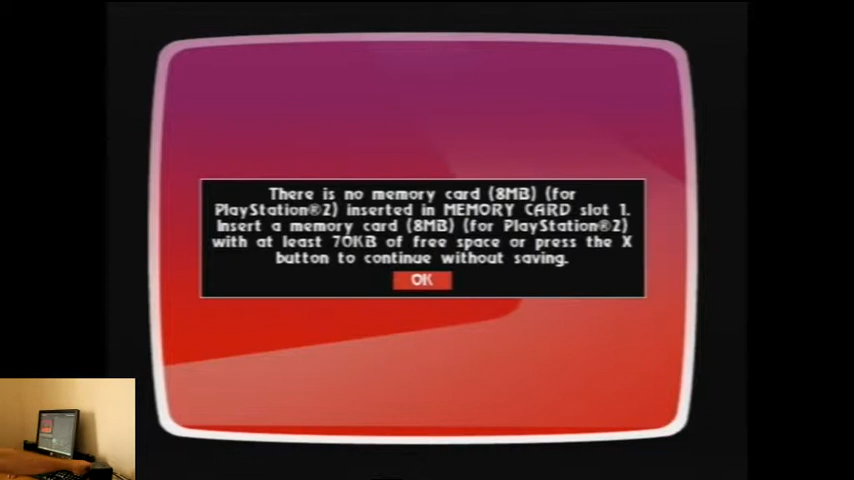 There is no memory card (8MB) (for
PlayStation®2) inserted in MEMORY CARD slot 1.
Insert a memory card (8MB) (for PlayStation®2)
with at least 70KB of free space or press the X
button to continue without saving.
OK